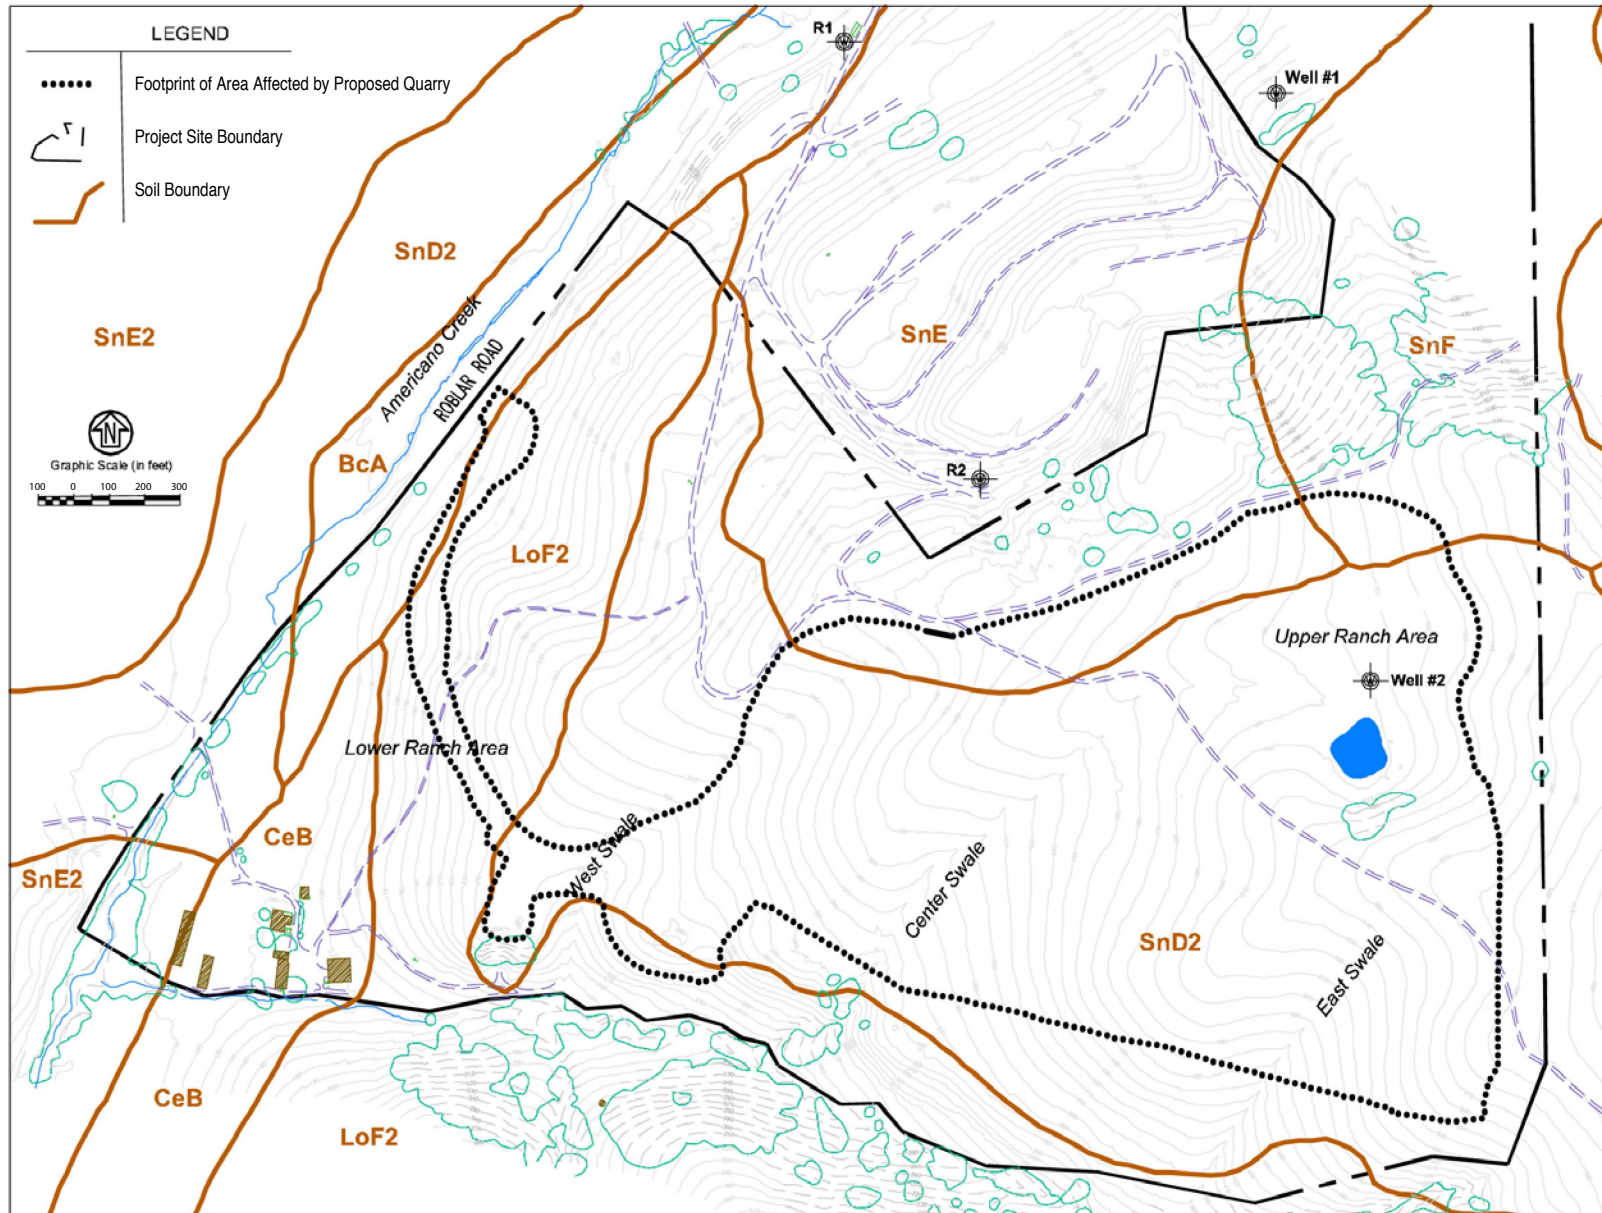 LEGEND
Footprint of Area Affected by Proposed Quarry
Project Site Boundary
Soil Boundary
R1
Well #1
SnD2
SnE2
Americano Creek
ROBLAR ROAD
SnE
SnF
N
Graphic Scale (in feet)
100 0 100 200 300
BcA
R2
LoF2
Upper Ranch Area
Well #2
Lower Ranch Area
CeB
SnE2
West Swale
Center Swale
SnD2
East Swale
CeB
LoF2